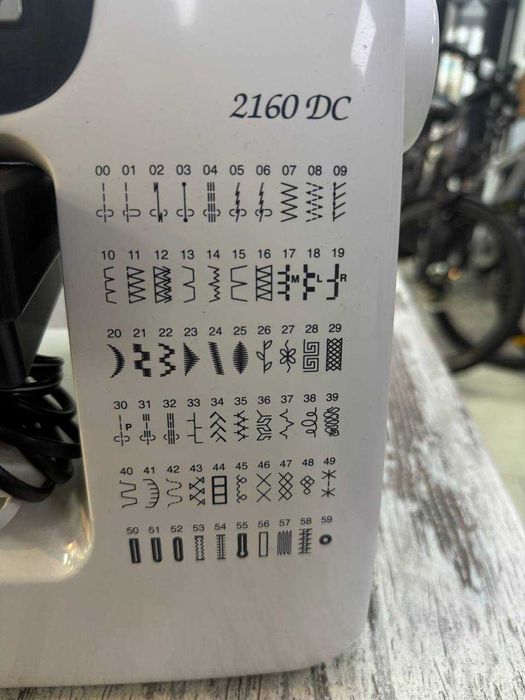 2160 DC
00 01 02 03 04 05 06 07 08 09
10 11 12 13 14 15 16 17 18 19
M R
20 21 22 23 24 25 26 27 28 29
30 31 32 33 34 35 36 37 38 39
P
40 41 42 43 44 45 46 47 48 49
50 51 52 53 54 55 56 57 58 59